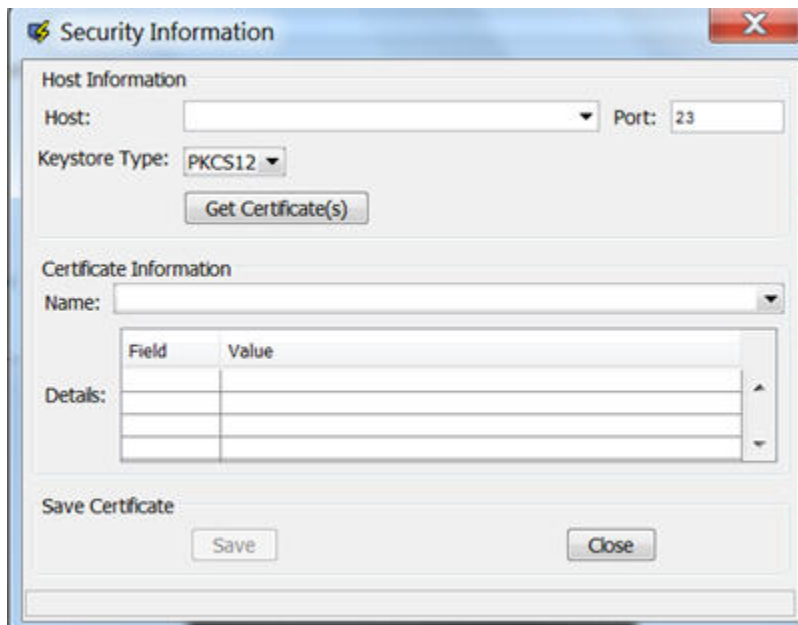 Security Information
Host Information
Host: Port: 23
Keystore Type: PKCS12
Get Certificate(s)
Certificate Information
Name:
Field Value
Details:
Save Certificate
Save Close